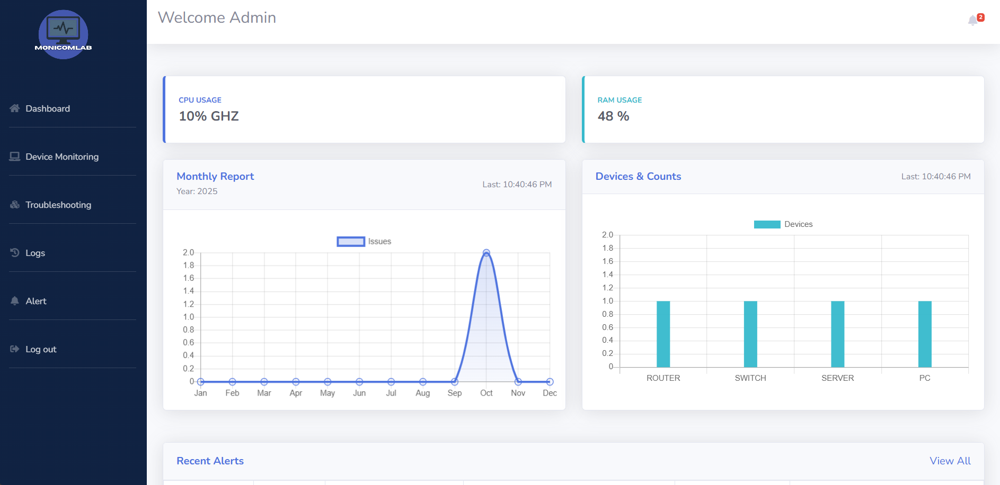 MONICOMLAB
Dashboard
Device Monitoring
Troubleshooting
Logs
Alert
Log out
Welcome Admin
2
CPU USAGE
10% GHZ
RAM USAGE
48 %
Monthly Report
Year: 2025
Last: 10:40:46 PM
Issues
2.0
1.8
1.6
1.4
1.2
1.0
0.8
0.6
0.4
0.2
0
Jan Feb Mar Apr May Jun Jul Aug Sep Oct Nov Dec
Devices & Counts
Last: 10:40:46 PM
Devices
2.0
1.8
1.6
1.4
1.2
1.0
0.8
0.6
0.4
0.2
0
ROUTER SWITCH SERVER PC
Recent Alerts
View All